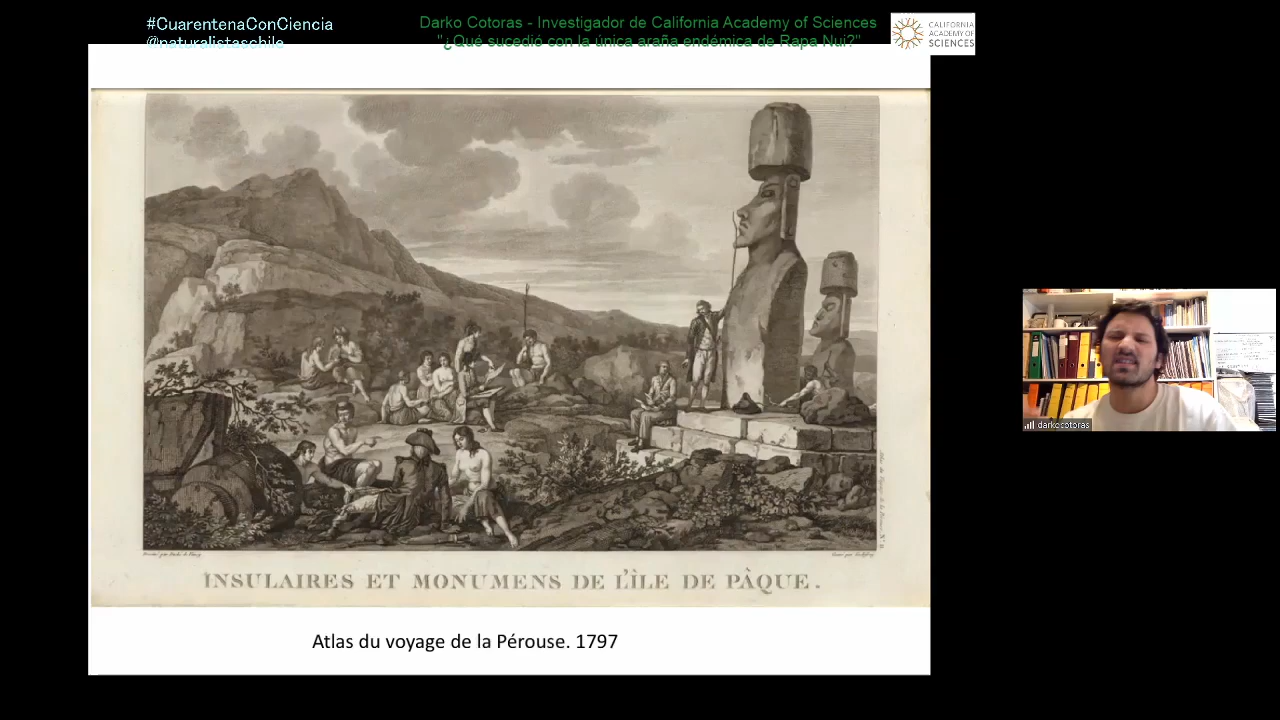 #CuarentenaConCiencia
@naturalistaschile
Darko Cotoras - Investigador de California Academy of Sciences
"¿Qué sucedió con la única araña endémica de Rapa Nui?"
CALIFORNIA
ACADEMY OF
SCIENCES
INSULAIRES ET MONUMENS DE L'ÎLE DE PÂQUE.
Atlas du voyage de la Pérouse. 1797
darkocotoras